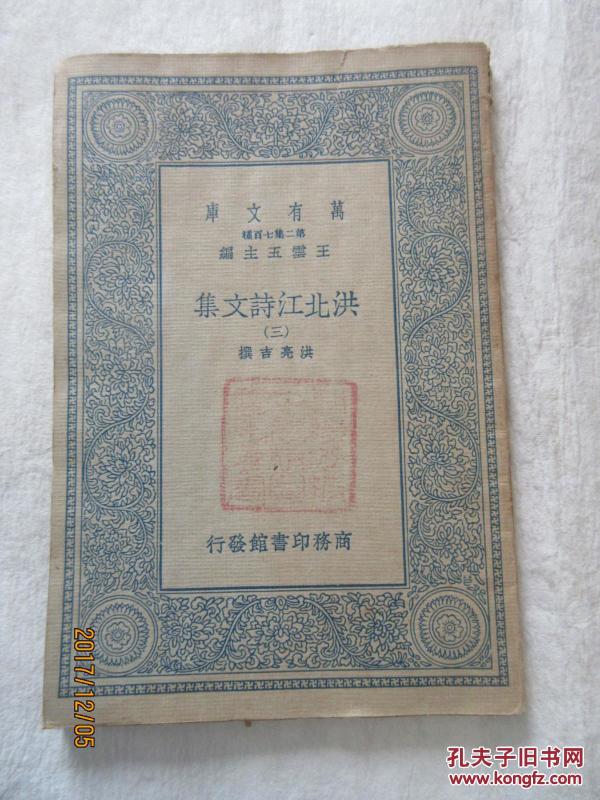 萬有文庫
第二集七百種
王雲五主編
洪北江詩文集
(三)
洪亮吉撰
商務印書館發行
2017/12/05
孔夫子旧书网
www.kongfz.com